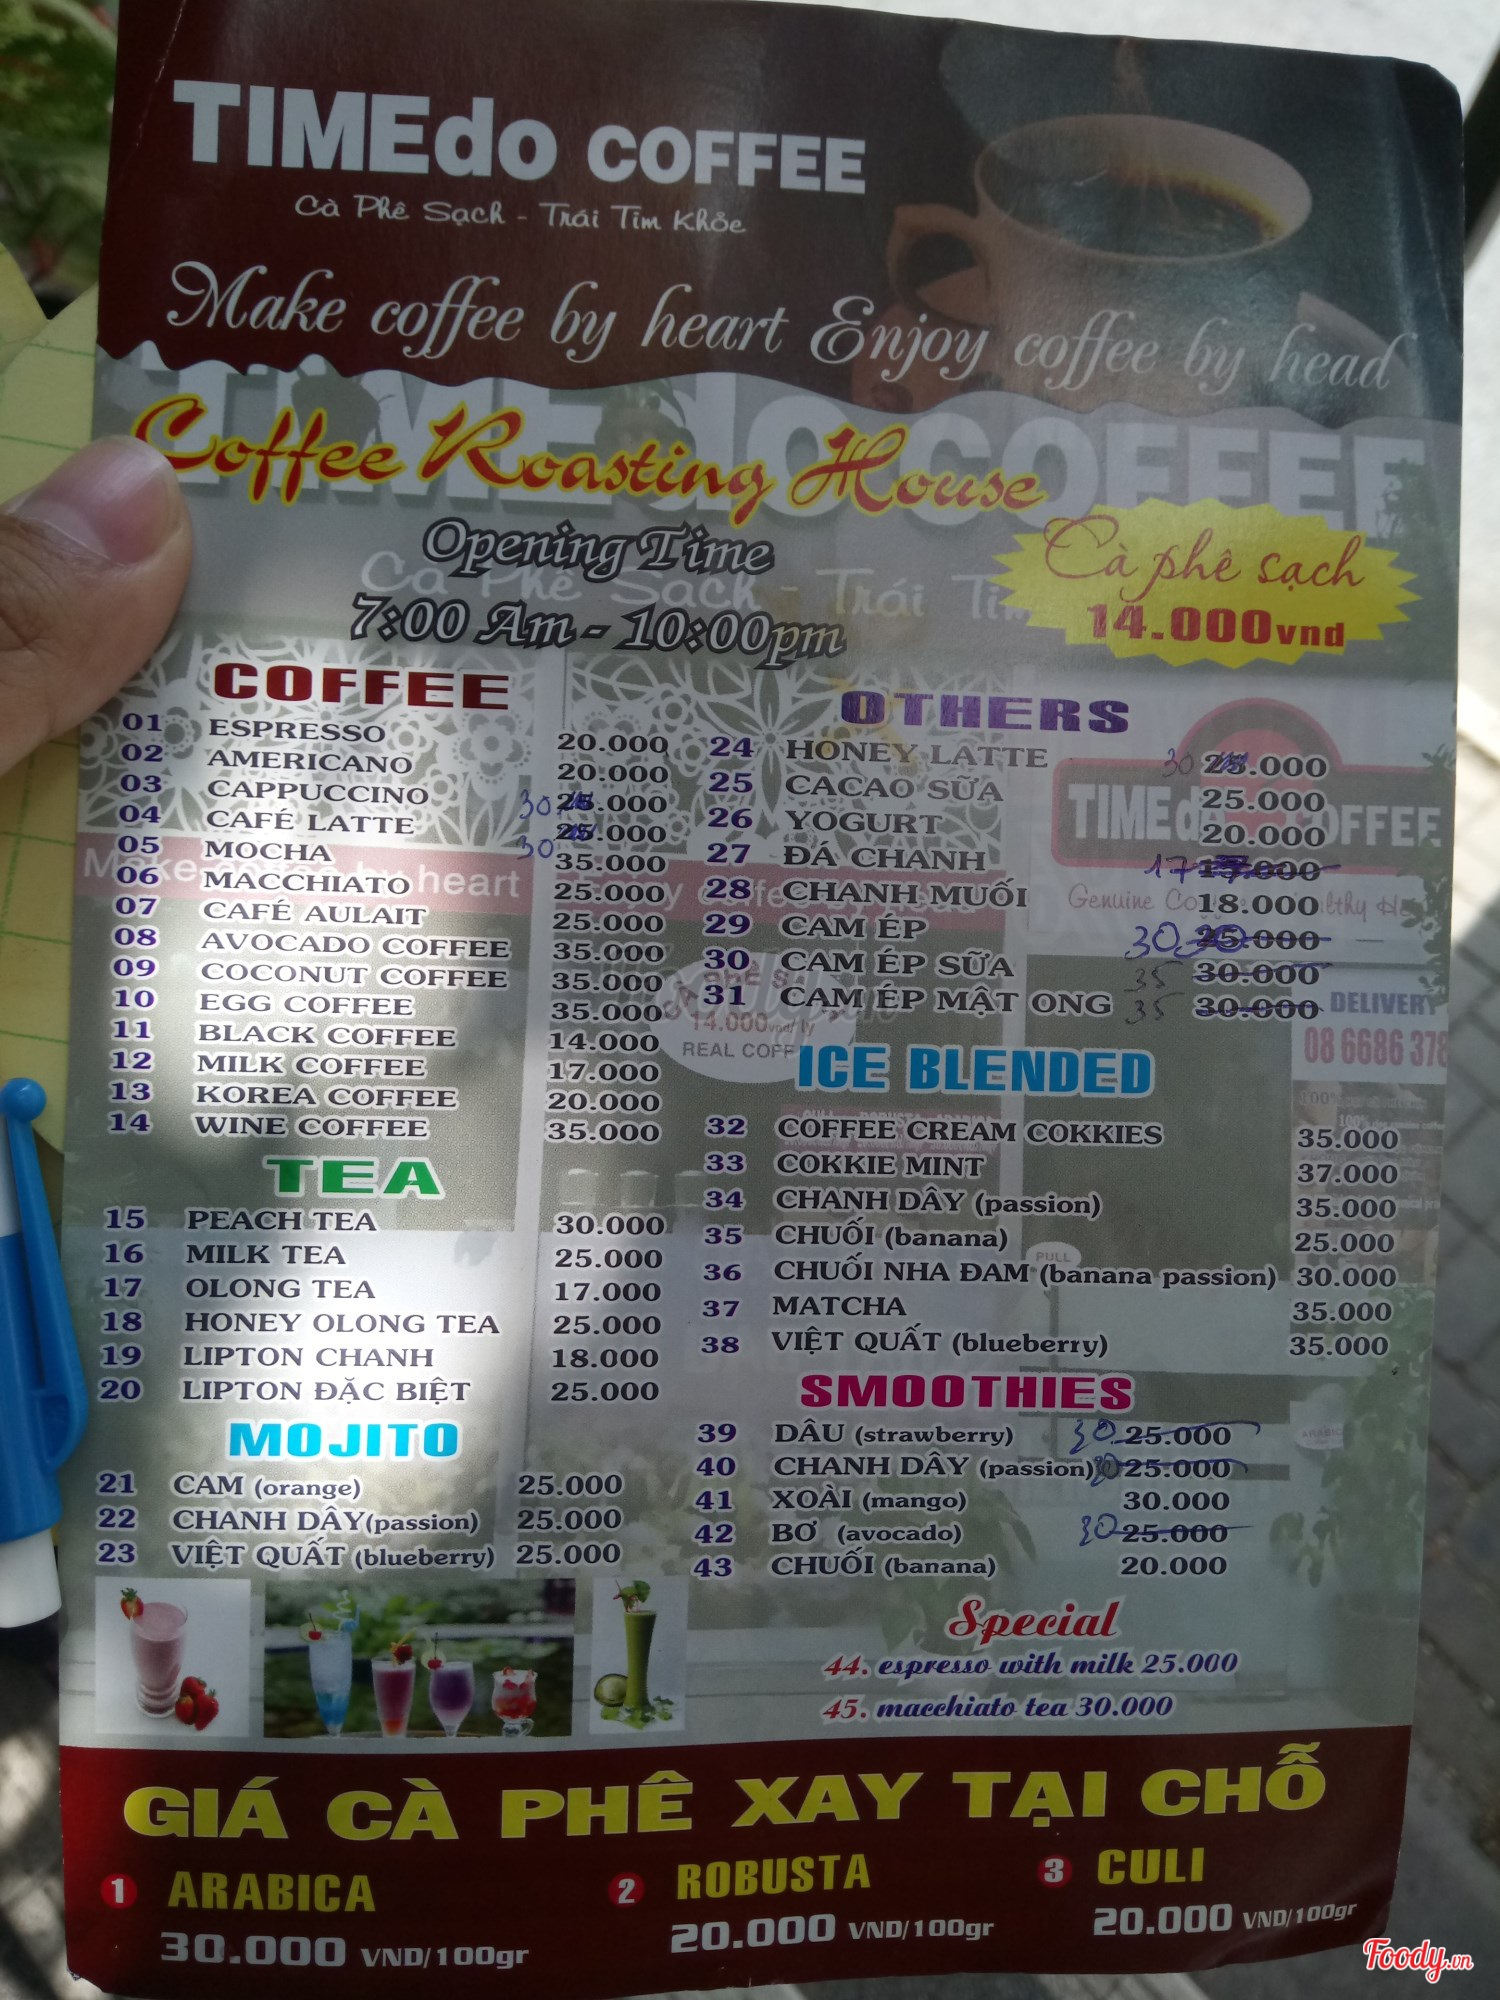 TIMEdo COFFEE
Cà Phê Sạch - Trái Tim Khỏe
Make coffee by heart Enjoy coffee by head
Coffee Roasting House
Opening Time
7:00 Am - 10:00pm
Cà phê sạch
14.000vnd
COFFEE
01 ESPRESSO 20.000
02 AMERICANO 20.000
03 CAPPUCCINO 30 25.000
04 CAFÉ LATTE 30 25.000
05 MOCHA 35.000
06 MACCHIATO 25.000
07 CAFÉ AULAIT 25.000
08 AVOCADO COFFEE 35.000
09 COCONUT COFFEE 35.000
10 EGG COFFEE 35.000
11 BLACK COFFEE 14.000
12 MILK COFFEE 17.000
13 KOREA COFFEE 20.000
14 WINE COFFEE 35.000
TEA
15 PEACH TEA 30.000
16 MILK TEA 25.000
17 OLONG TEA 17.000
18 HONEY OLONG TEA 25.000
19 LIPTON CHANH 18.000
20 LIPTON ĐẶC BIỆT 25.000
MOJITO
21 CAM (orange) 25.000
22 CHANH DÂY(passion) 25.000
23 VIỆT QUẤT (blueberry) 25.000
OTHERS
24 HONEY LATTE 30 25.000
25 CACAO SỮA 25.000
26 YOGURT 20.000
27 ĐÁ CHANH 17 17.000
28 CHANH MUỐI 18.000
29 CAM ÉP 30 25.000
30 CAM ÉP SỮA 35 30.000
31 CAM ÉP MẬT ONG 35 30.000
TIMEdo COFFEE
Make coffee by heart
DELIVERY
08 6686 378
14.000vnd/ly
REAL COFF
ICE BLENDED
32 COFFEE CREAM COKKIES 35.000
33 COKKIE MINT 37.000
34 CHANH DÂY (passion) 35.000
35 CHUỐI (banana) 25.000
36 CHUỐI NHA ĐAM (banana passion) 30.000
37 MATCHA 35.000
38 VIỆT QUẤT (blueberry) 35.000
PULL
SMOOTHIES
39 DÂU (strawberry) 30 25.000
40 CHANH DÂY (passion) 25.000
41 XOÀI (mango) 30.000
42 BƠ (avocado) 30 25.000
43 CHUỐI (banana) 20.000
Special
44. espresso with milk 25.000
45. macchiato tea 30.000
GIÁ CÀ PHÊ XAY TẠI CHỖ
1 ARABICA
30.000 VND/100gr
2 ROBUSTA
20.000 VND/100gr
3 CULI
20.000 VND/100gr
Foody.vn